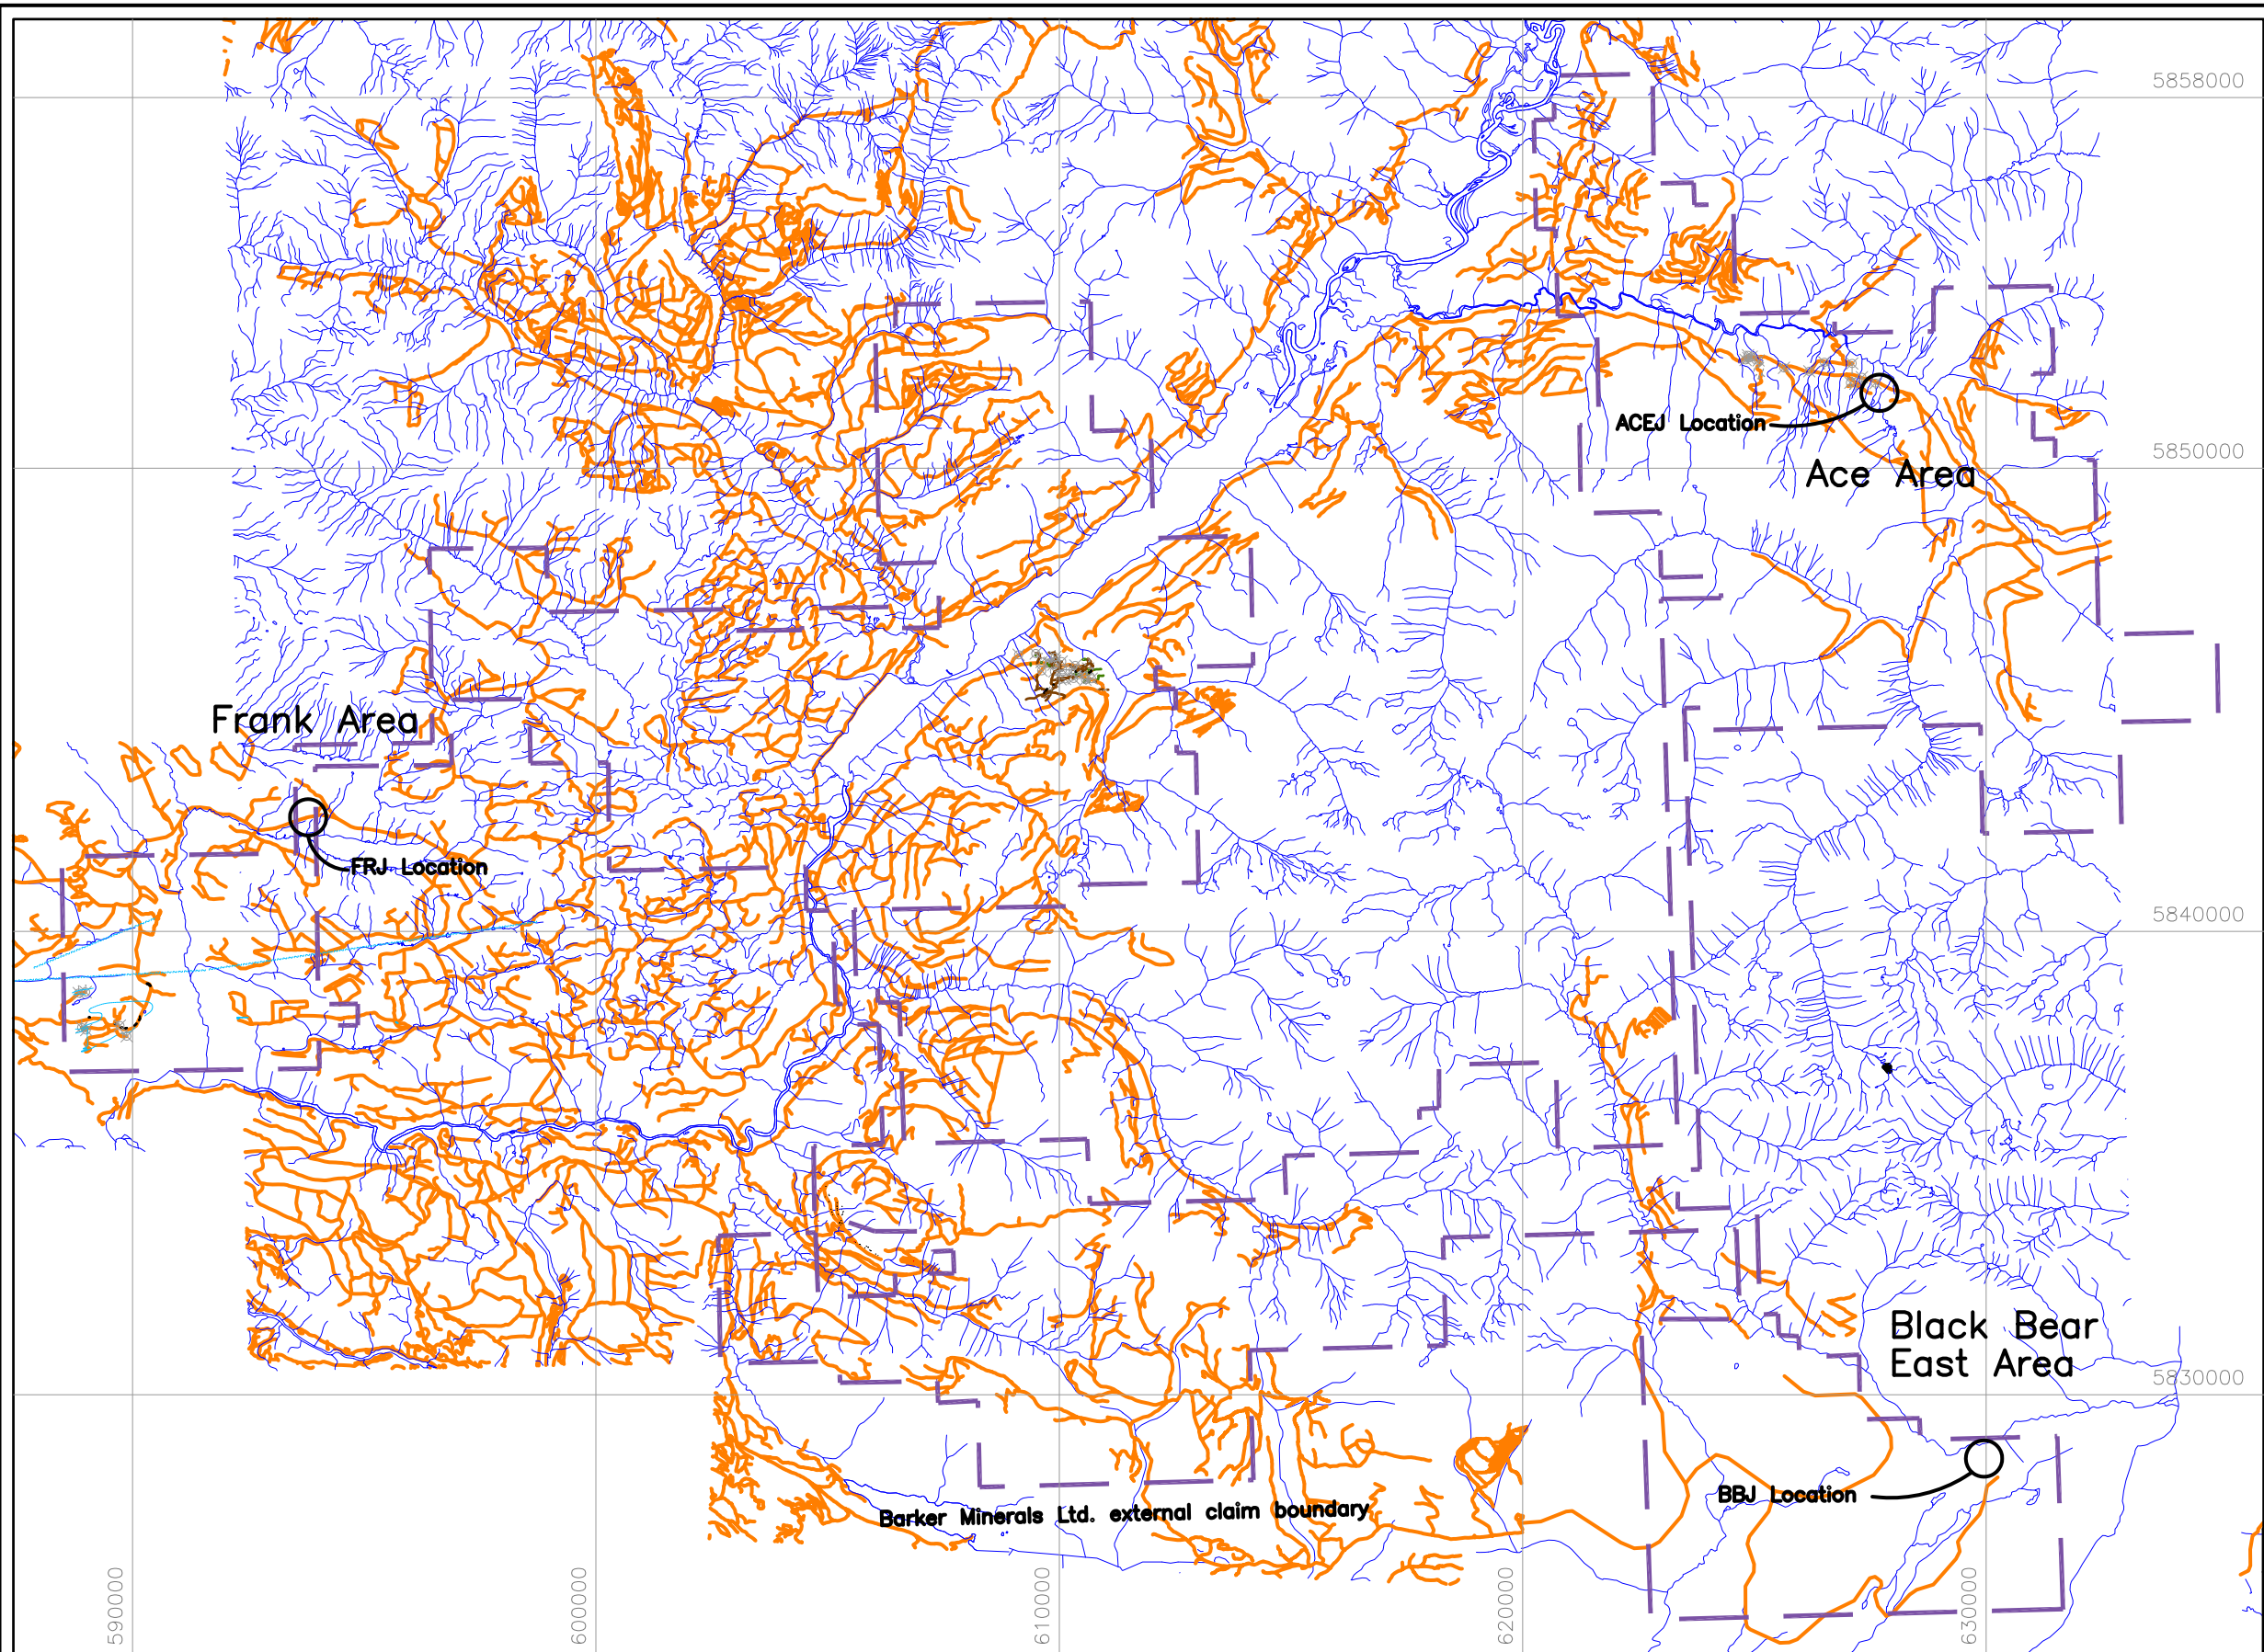 5858000
ACEJ Location
5850000
Ace Area
Frank Area
FRJ Location
5840000
Black Bear
East Area
5830000
BBJ Location
Barker Minerals Ltd. external claim boundary
590000
600000
610000
620000
630000